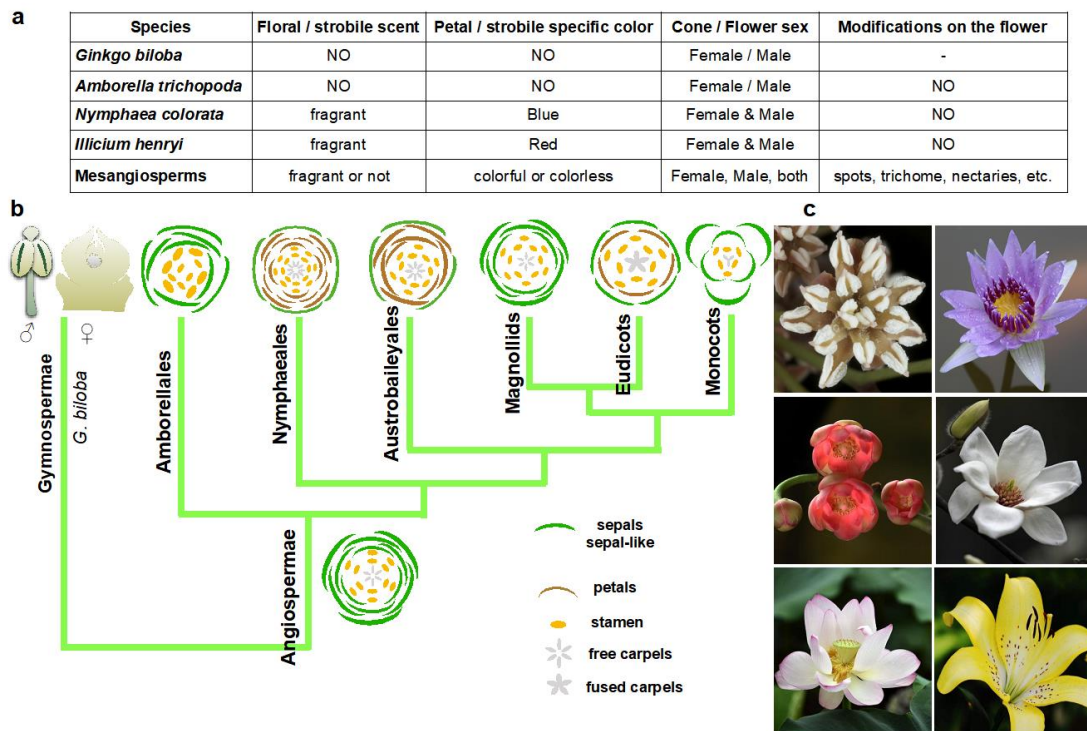 a
Species Floral / strobile scent Petal / strobile specific color Cone / Flower sex Modifications on the flower
Ginkgo biloba NO NO Female / Male -
Amborella trichopoda NO NO Female / Male NO
Nymphaea colorata fragrant Blue Female & Male NO
Illicium henryi fragrant Red Female & Male NO
Mesangiosperms fragrant or not colorful or colorless Female, Male, both spots, trichome, nectaries, etc.
b
c
♂
♀
Gymnospermae
G. biloba
Amborellales
Nympheales
Austrobaileyales
Magnollids
Eudicots
Monocots
Angiospermae
sepals
sepal-like
petals
stamen
free carpels
fused carpels